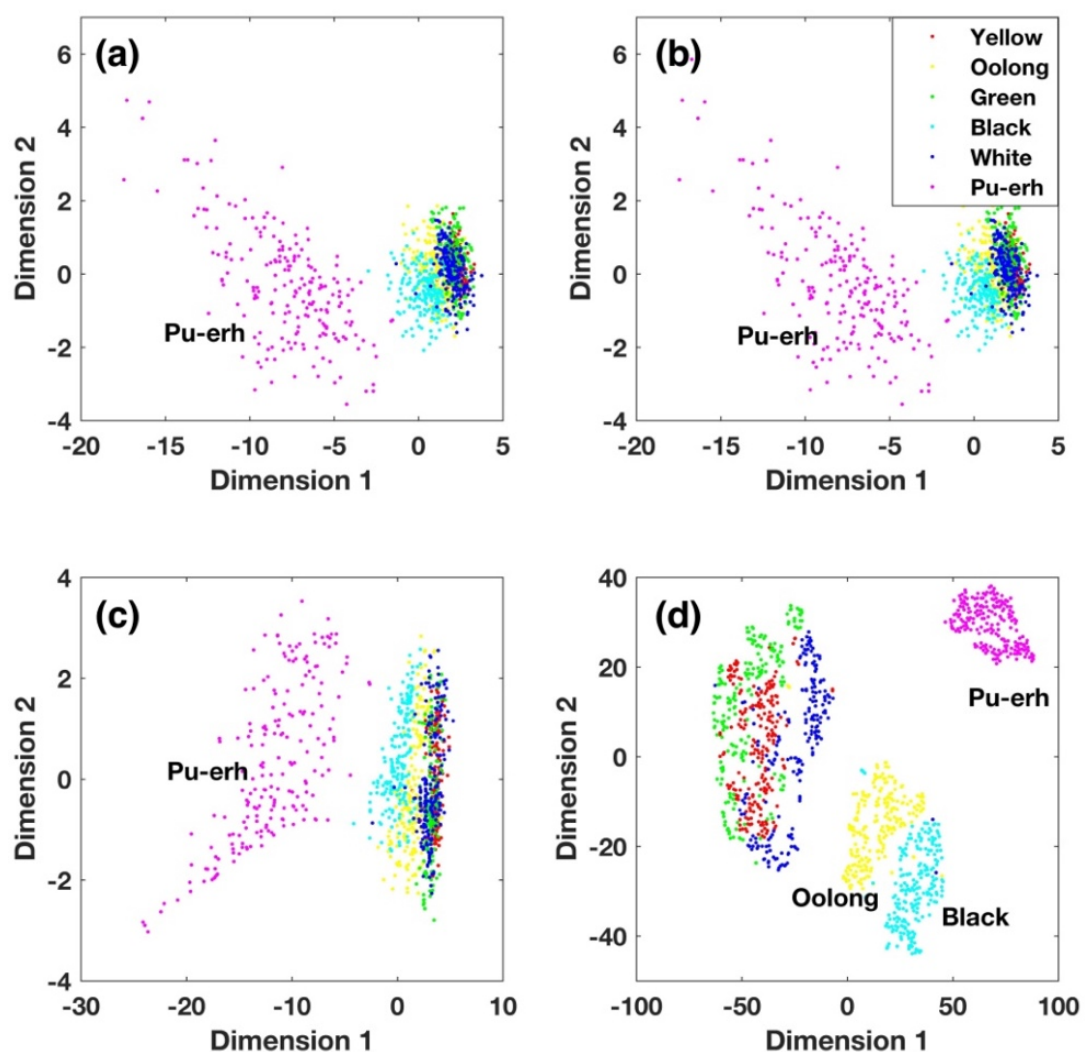 (a)
6
4
2
0
-2
-4
Dimension 2
Pu-erh
-20 -15 -10 -5 0 5
Dimension 1
(b)
6
4
2
0
-2
-4
Dimension 2
Yellow
Oolong
Green
Black
White
Pu-erh
Pu-erh
-20 -15 -10 -5 0 5
Dimension 1
(c)
4
2
0
-2
-4
Dimension 2
Pu-erh
-30 -20 -10 0 10
Dimension 1
(d)
40
20
0
-20
-40
Dimension 2
Pu-erh
Oolong
Black
-100 -50 0 50 100
Dimension 1